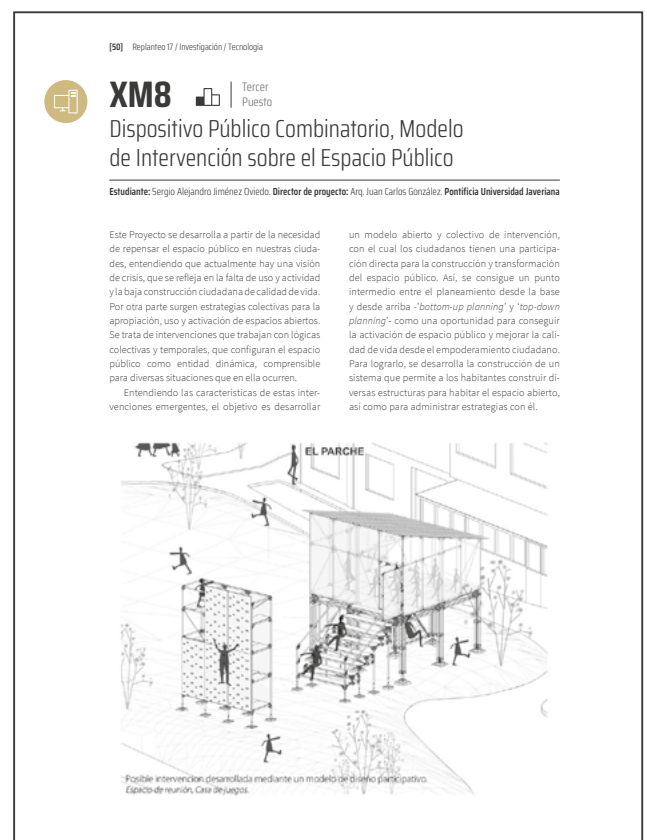 [50] Replanteo 17 / Investigación / Tecnología
XM8
Tercer
Puesto
Dispositivo Público Combinatorio, Modelo
de Intervención sobre el Espacio Público
Estudiante: Sergio Alejandro Jiménez Oviedo. Director de proyecto: Arq. Juan Carlos González. Pontificia Universidad Javeriana
Este Proyecto se desarrolla a partir de la necesidad
de repensar el espacio público en nuestras ciuda-
des, entendiendo que actualmente hay una visión
de crisis, que se refleja en la falta de uso y actividad
y la baja construcción ciudadana de calidad de vida.
Por otra parte surgen estrategias colectivas para la
apropiación, uso y activación de espacios abiertos.
Se trata de intervenciones que trabajan con lógicas
colectivas y temporales, que configuran el espacio
público como entidad dinámica, comprensible
para diversas situaciones que en ella ocurren.
Entendiendo las características de estas inter-
venciones emergentes, el objetivo es desarrollar
un modelo abierto y colectivo de intervención,
con el cual los ciudadanos tienen una participa-
ción directa para la construcción y transformación
del espacio público. Así, se consigue un punto
intermedio entre el planeamiento desde la base
y desde arriba -'bottom-up planning' y 'top-down
planning'- como una oportunidad para conseguir
la activación de espacio público y mejorar la cali-
dad de vida desde el empoderamiento ciudadano.
Para lograrlo, se desarrolla la construcción de un
sistema que permite a los habitantes construir di-
versas estructuras para habitar el espacio abierto,
así como para administrar estrategias con él.
EL PARCHE
Posible intervencion desarrollada mediante un modelo de diseño participativo.
Espacio de reunión, Casa de juegos.